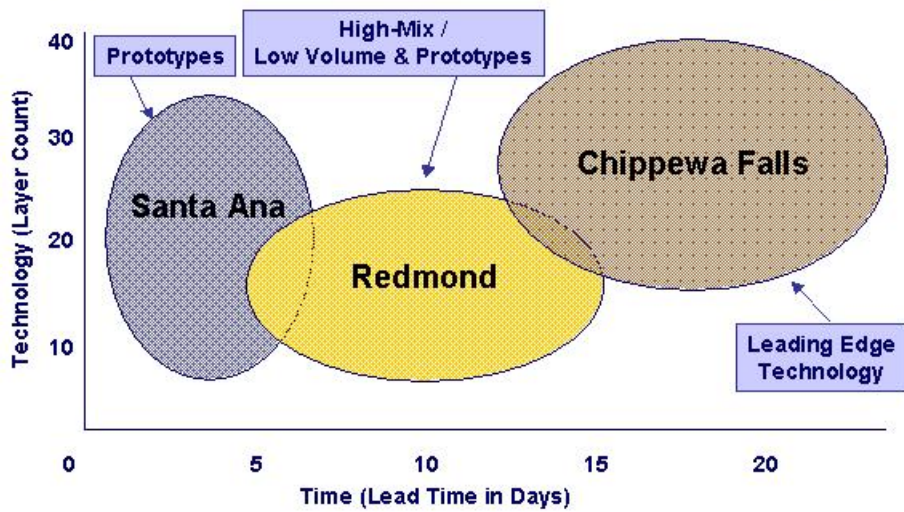 High-Mix /
Low Volume & Prototypes
Prototypes
40
30
20
10
0
Technology (Layer Count)
Santa Ana
Redmond
Chippewa Falls
Leading Edge
Technology
5
10
15
20
Time (Lead Time in Days)